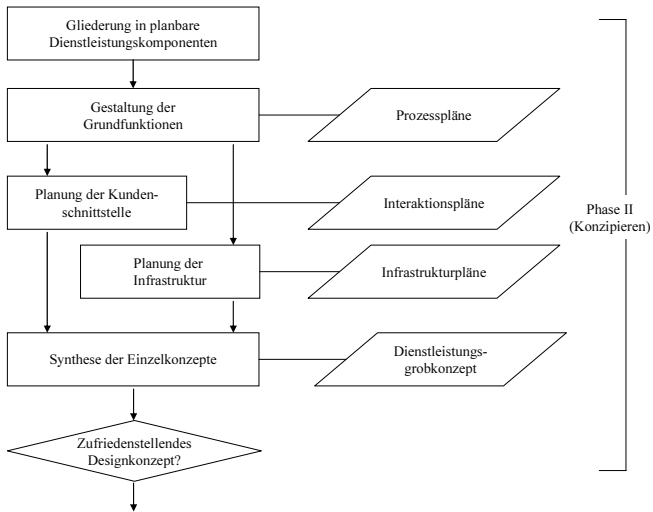 Gliederung in planbare
Dienstleistungskomponenten
Gestaltung der
Grundfunktionen
Prozesspläne
Planung der Kunden-
schnittstelle
Interaktionspläne
Phase II
(Konzipieren)
Planung der
Infrastruktur
Infrastrukturpläne
Synthese der Einzelkonzepte
Dienstleistungs-
grobkonzept
Zufriedenstellendes
Designkonzept?